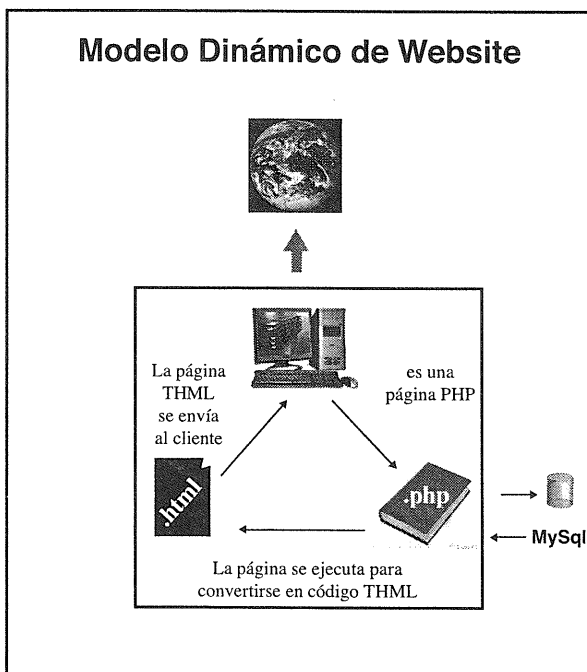 Modelo Dinámico de Website
La página
THML
se envía
al cliente
es una
página PHP
.html
.php
MySql
La página se ejecuta para
convertirse en código THML